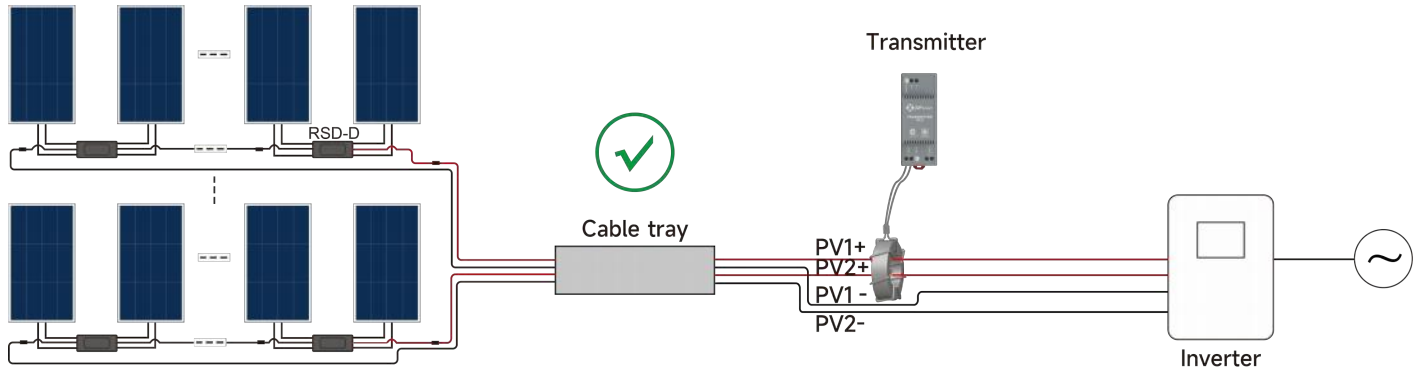 Transmitter
RSD-D
Cable tray
PV1+
PV2+
PV1 -
PV2-
Inverter